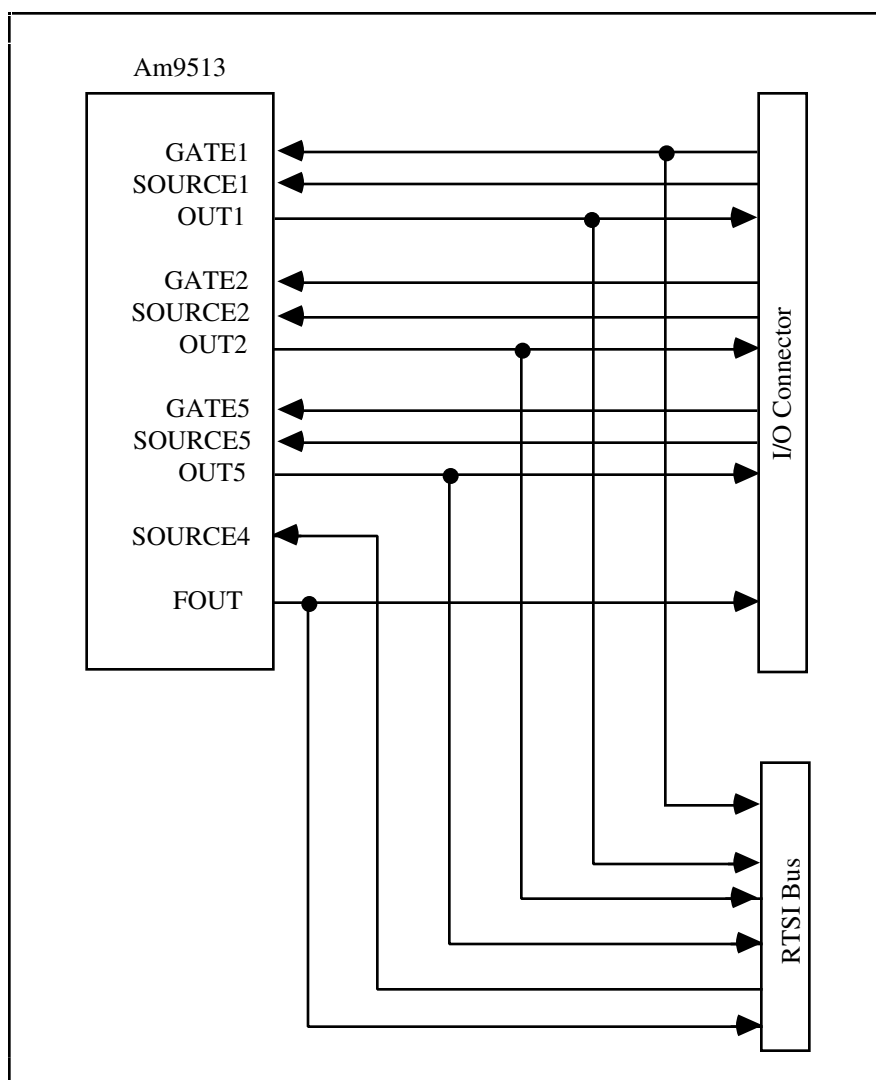 Am9513
GATE1
SOURCE1
OUT1
GATE2
SOURCE2
OUT2
GATE5
SOURCE5
OUT5
SOURCE4
FOUT
I/O Connector
RTSI Bus